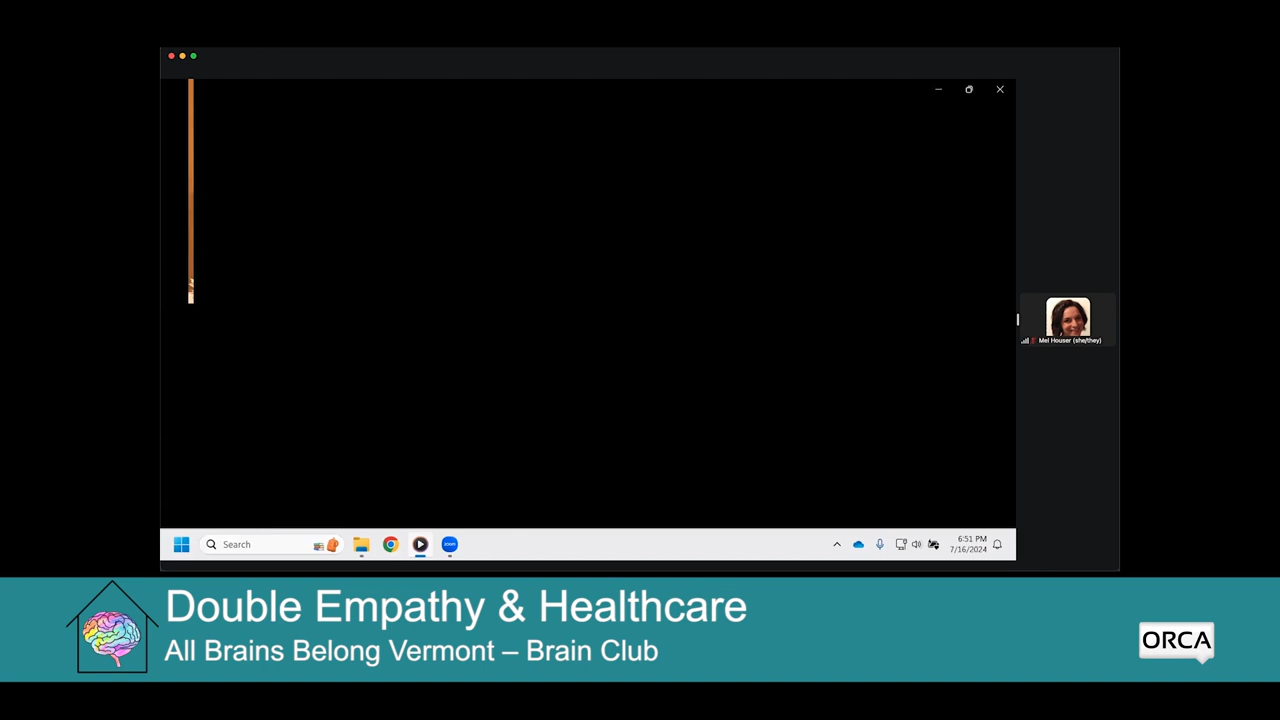 Mel Houser (she/they)
Search
zoom
6:51 PM
7/16/2024
Double Empathy & Healthcare
All Brains Belong Vermont – Brain Club
ORCA